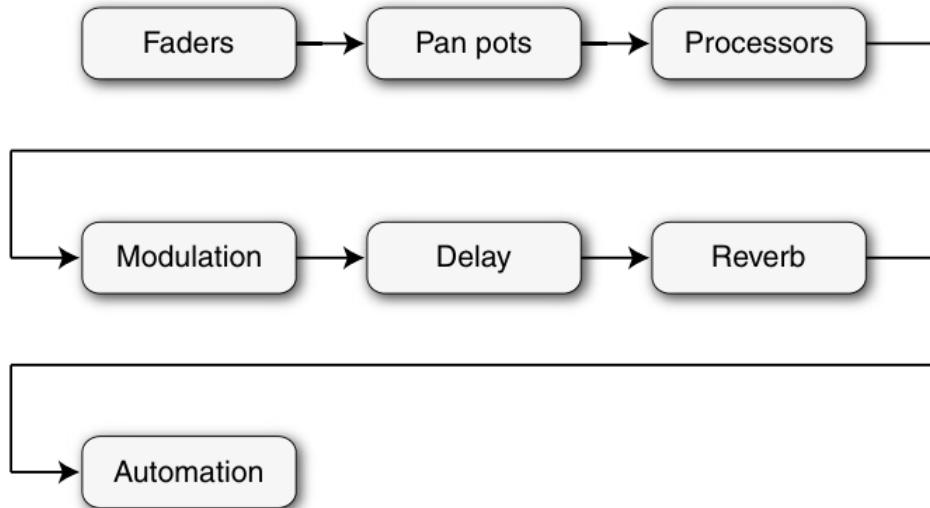 Faders
Pan pots
Processors
Modulation
Delay
Reverb
Automation